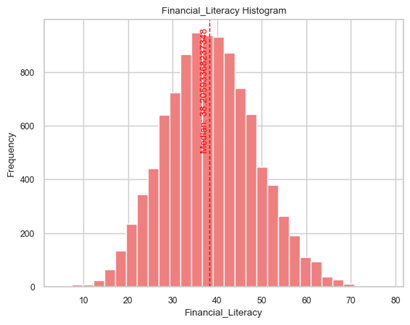 Financial_Literacy Histogram
Frequency
800
600
400
200
0
Median: 38.20593368237348
10 20 30 40 50 60 70 80
Financial_Literacy